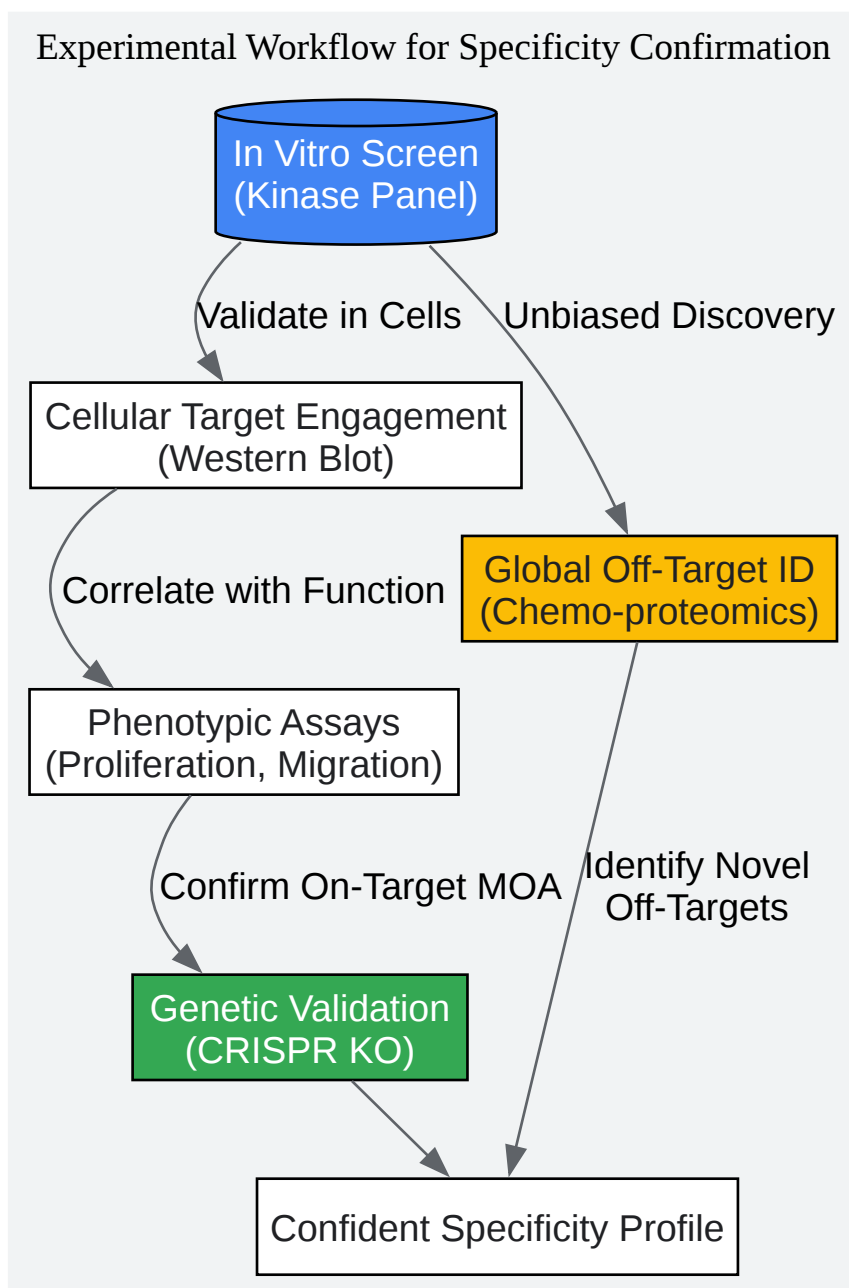 Experimental Workflow for Specificity Confirmation
In Vitro Screen
(Kinase Panel)
Validate in Cells
Unbiased Discovery
Cellular Target Engagement
(Western Blot)
Correlate with Function
Global Off-Target ID
(Chemo-proteomics)
Phenotypic Assays
(Proliferation, Migration)
Confirm On-Target MOA
Identify Novel
Off-Targets
Genetic Validation
(CRISPR KO)
Confident Specificity Profile